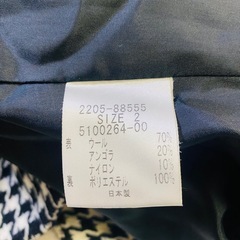 2205-88555
SIZE 2
5100264-00
表 ウール 70%
アンゴラ 20%
ナイロン 10%
裏 ポリエステル 100%
日本製